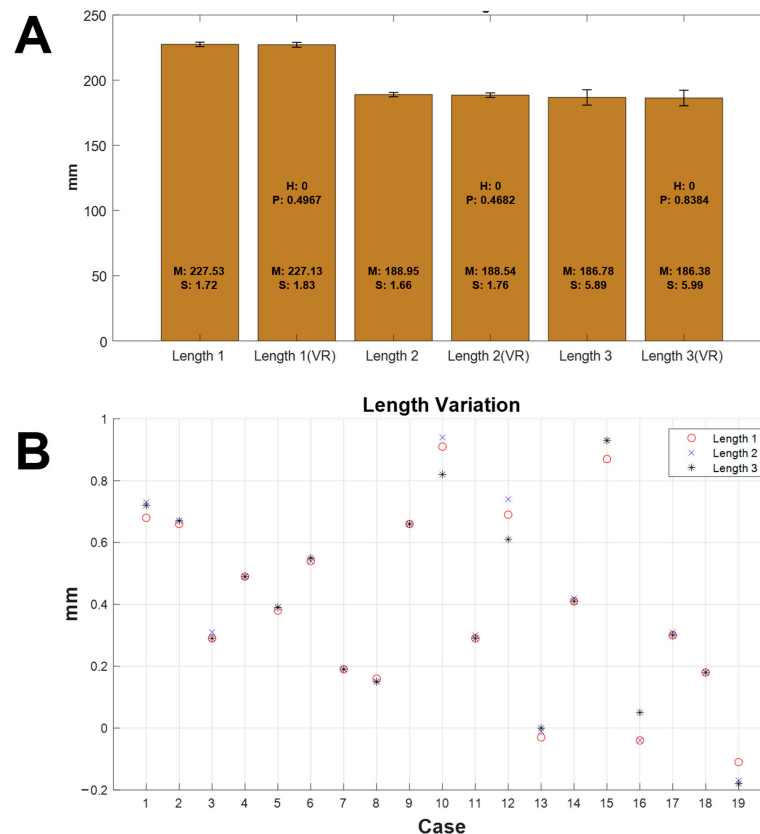 A
250
200
150
100
50
0
mm
H: 0
P: 0.4967
H: 0
P: 0.4682
H: 0
P: 0.8384
M: 227.53
S: 1.72
M: 227.13
S: 1.83
M: 188.95
S: 1.66
M: 188.54
S: 1.76
M: 186.78
S: 5.89
M: 186.38
S: 5.99
Length 1
Length 1(VR)
Length 2
Length 2(VR)
Length 3
Length 3(VR)
B
Length Variation
1
0.8
0.6
0.4
0.2
0
−0.2
mm
Length 1
Length 2
Length 3
1 2 3 4 5 6 7 8 9 10 11 12 13 14 15 16 17 18 19
Case